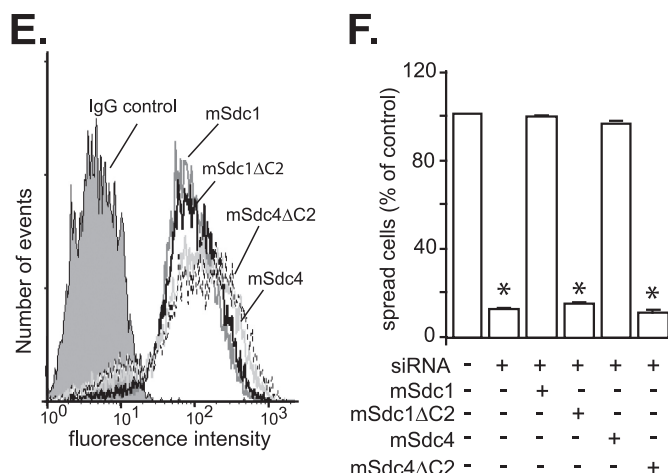 E.
IgG control
mSdc1
mSdc1ΔC2
mSdc4ΔC2
mSdc4
Number of events
10⁰ 10¹ 10² 10³
fluorescence intensity
F.
spread cells (% of control)
120
80
40
0
* * *
siRNA - + + + + +
mSdc1 - - + - - -
mSdc1ΔC2 - - - + - -
mSdc4 - - - - + -
mSdc4ΔC2 - - - - - +